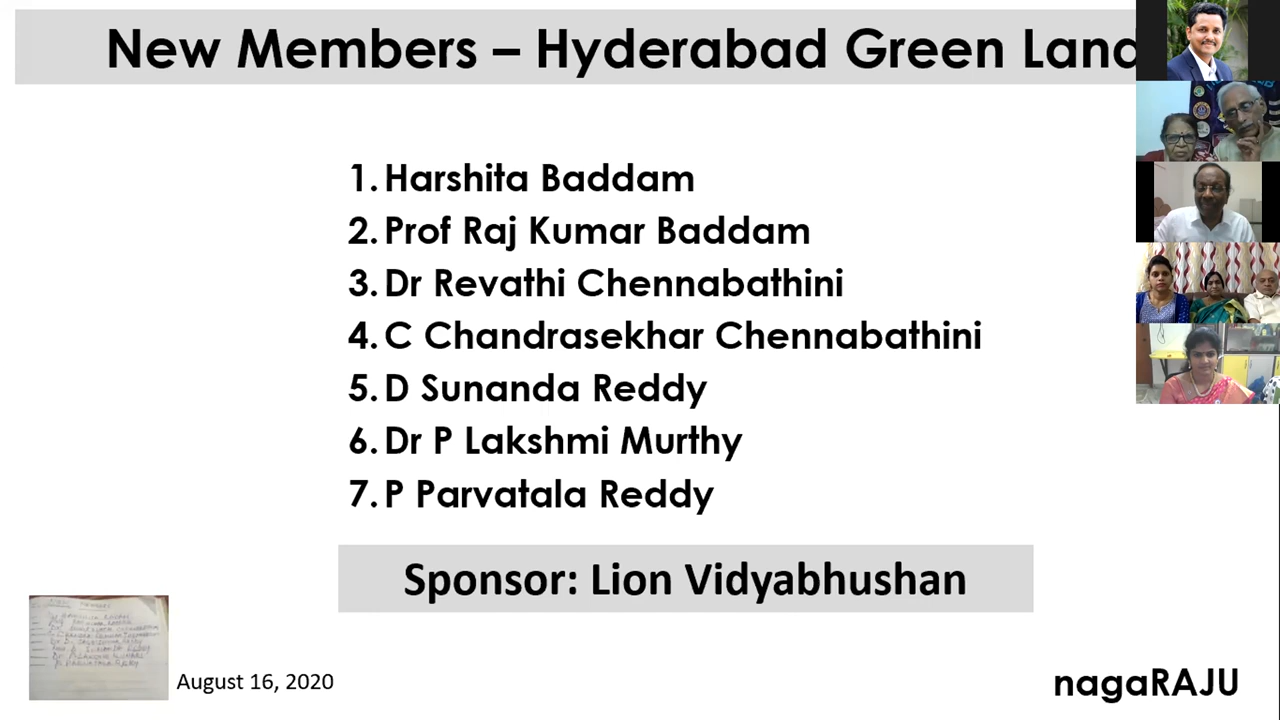 New Members – Hyderabad Green Land
1. Harshita Baddam
2. Prof Raj Kumar Baddam
3. Dr Revathi Chennabathini
4. C Chandrasekhar Chennabathini
5. D Sunanda Reddy
6. Dr P Lakshmi Murthy
7. P Parvatala Reddy
Sponsor: Lion Vidyabhushan
August 16, 2020
nagaRAJU